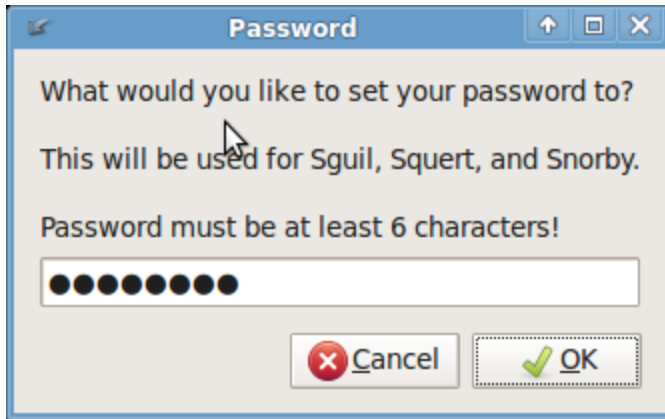 Password
What would you like to set your password to?
This will be used for Sguil, Squert, and Snorby.
Password must be at least 6 characters!
●●●●●●●●
Cancel
OK